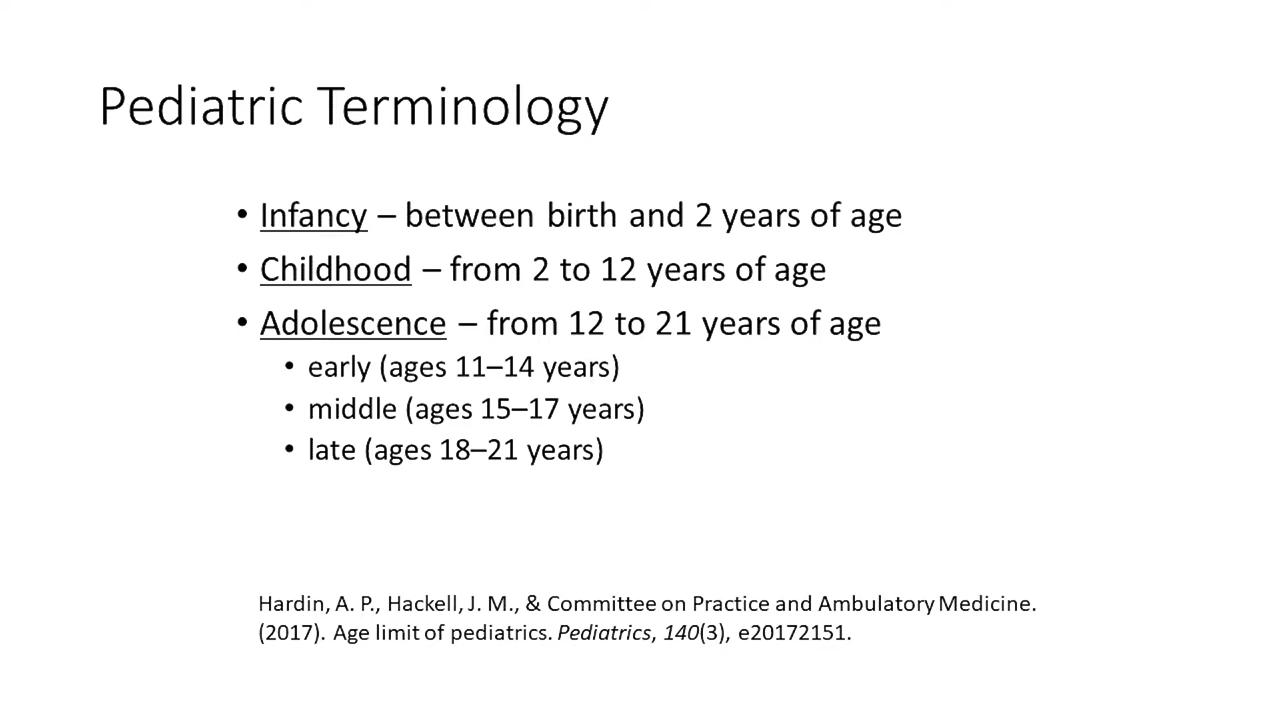 Pediatric Terminology
• Infancy – between birth and 2 years of age
• Childhood – from 2 to 12 years of age
• Adolescence – from 12 to 21 years of age
• early (ages 11–14 years)
• middle (ages 15–17 years)
• late (ages 18–21 years)
Hardin, A. P., Hackell, J. M., & Committee on Practice and Ambulatory Medicine.
(2017). Age limit of pediatrics. Pediatrics, 140(3), e20172151.